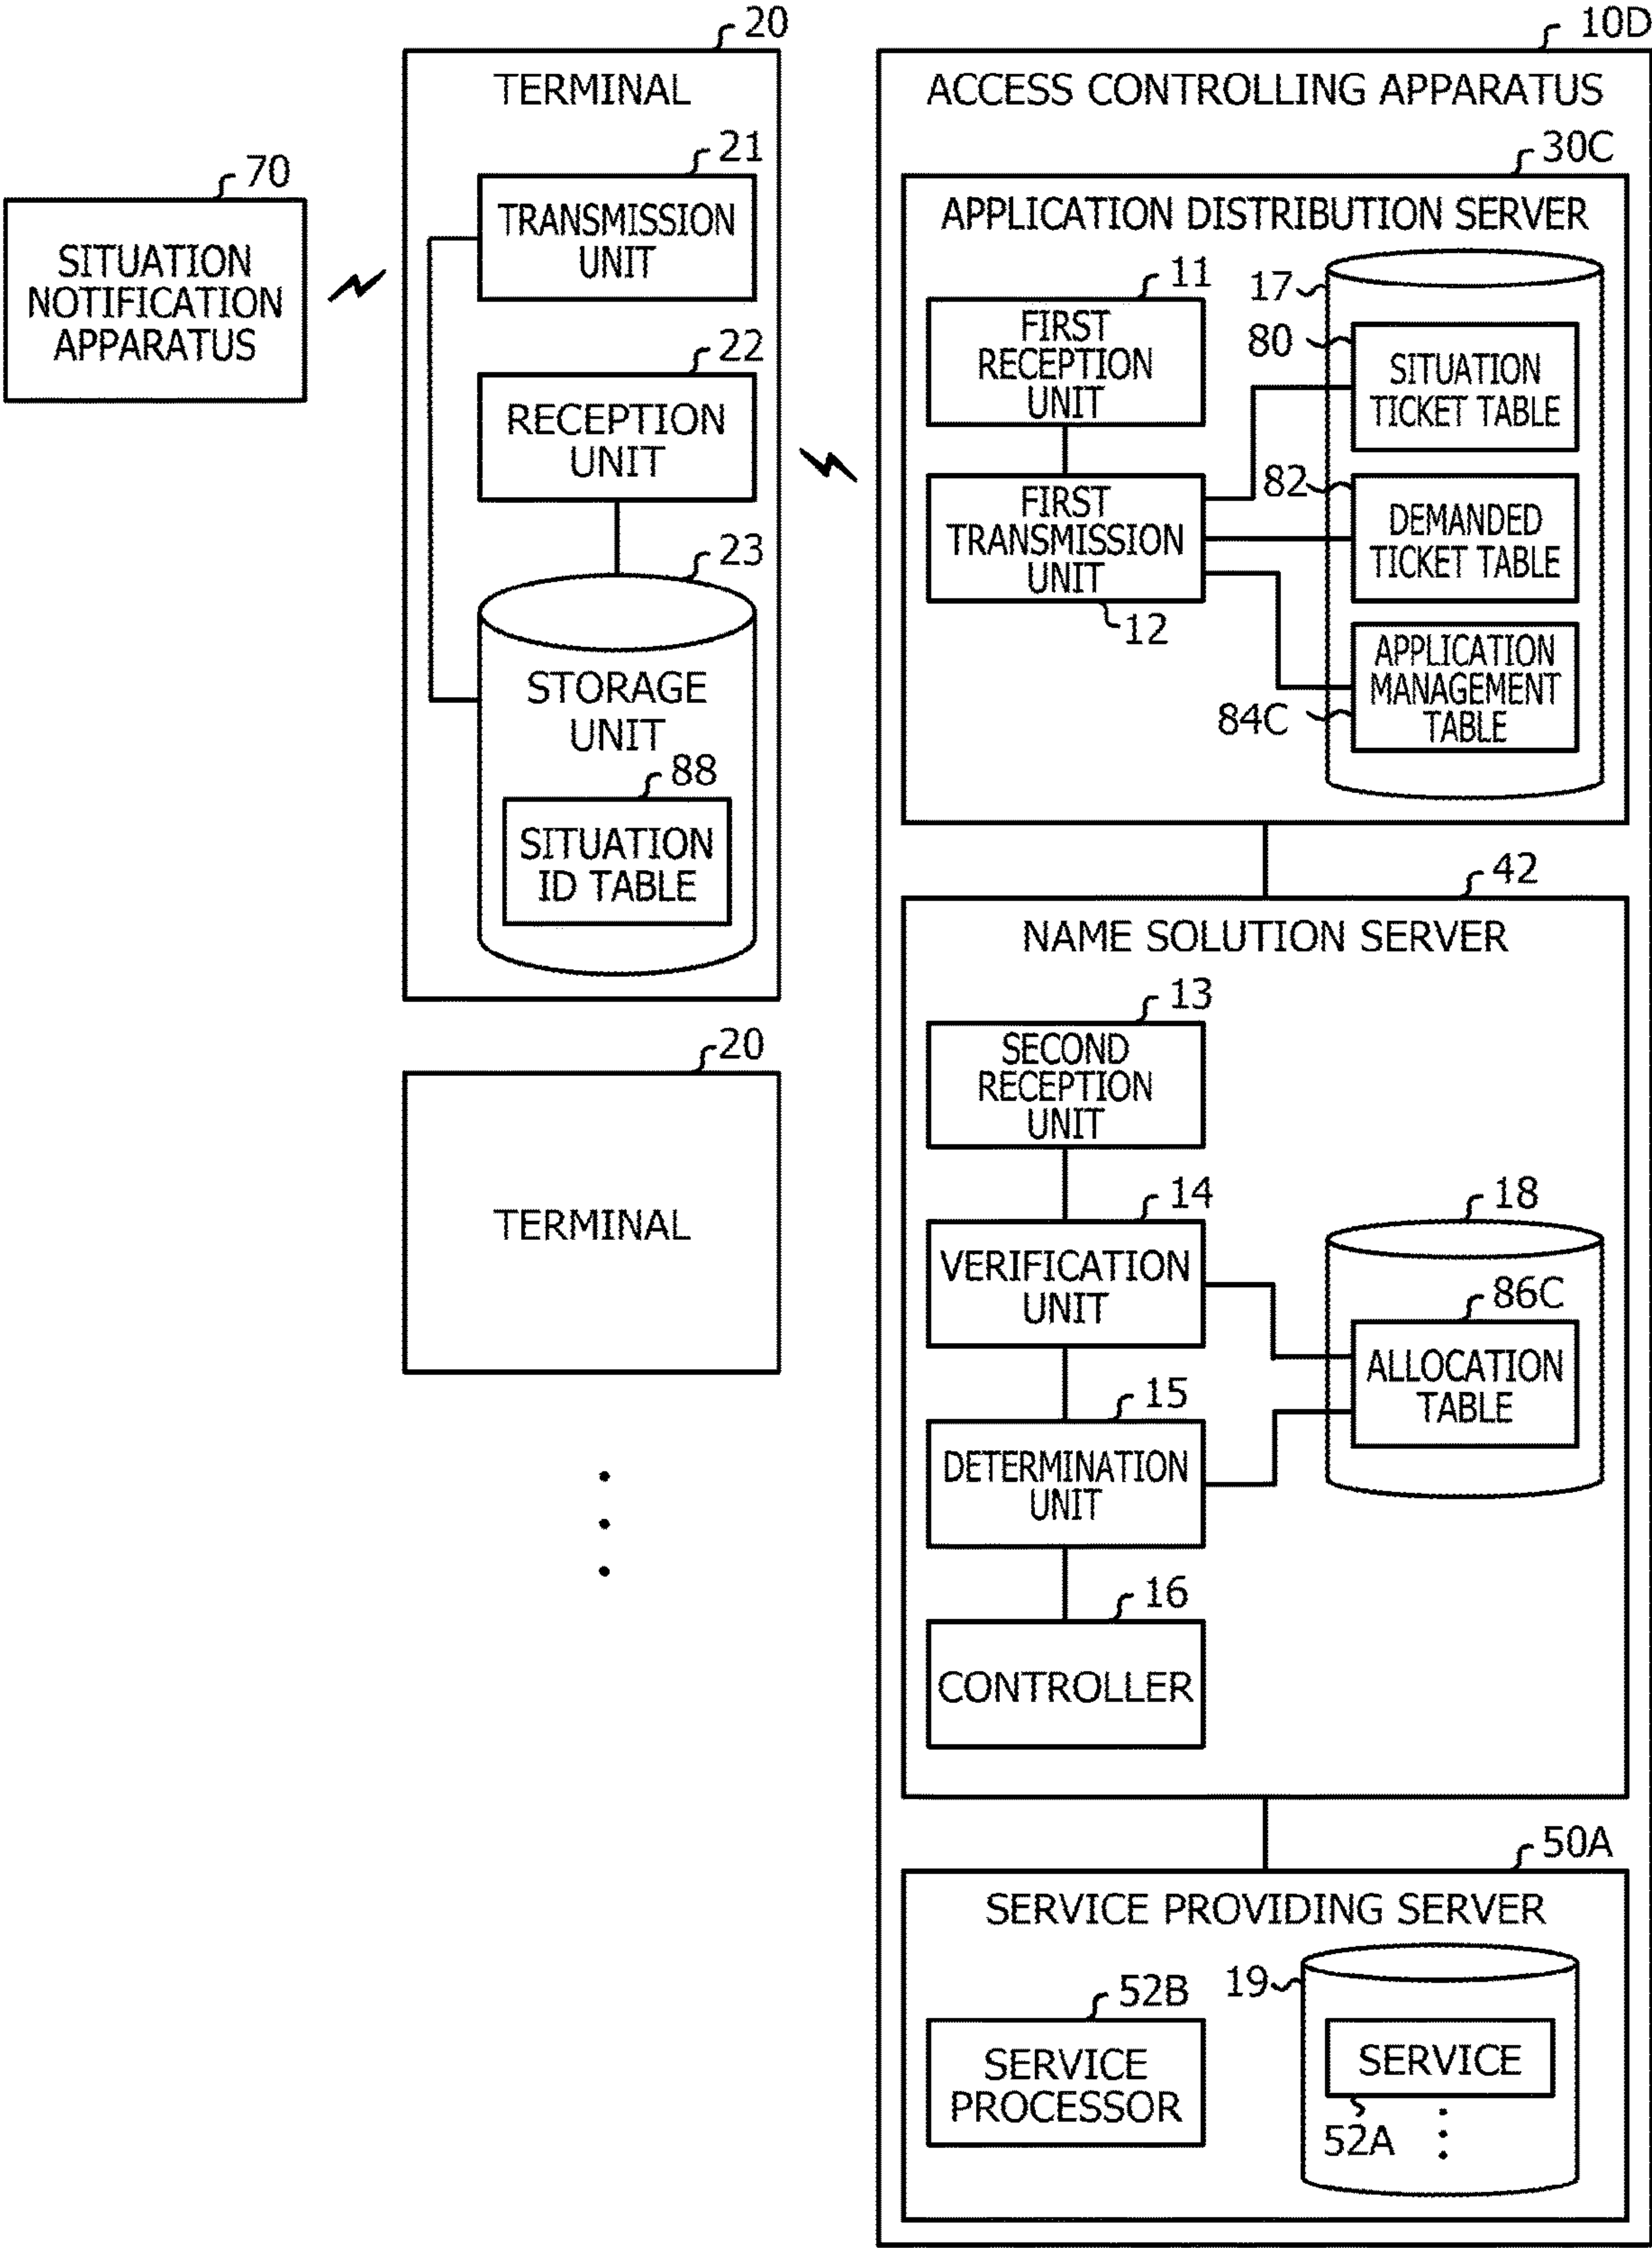 70
SITUATION
NOTIFICATION
APPARATUS
20
TERMINAL
21
TRANSMISSION
UNIT
22
RECEPTION
UNIT
23
STORAGE
UNIT
88
SITUATION
ID TABLE
20
TERMINAL
10D
ACCESS CONTROLLING APPARATUS
30C
APPLICATION DISTRIBUTION SERVER
11
FIRST
RECEPTION
UNIT
FIRST
TRANSMISSION
UNIT
12
17
80
SITUATION
TICKET TABLE
82
DEMANDED
TICKET TABLE
APPLICATION
MANAGEMENT
TABLE
84C
42
NAME SOLUTION SERVER
13
SECOND
RECEPTION
UNIT
14
VERIFICATION
UNIT
15
DETERMINATION
UNIT
16
CONTROLLER
18
86C
ALLOCATION
TABLE
50A
SERVICE PROVIDING SERVER
52B
SERVICE
PROCESSOR
19
SERVICE
52A